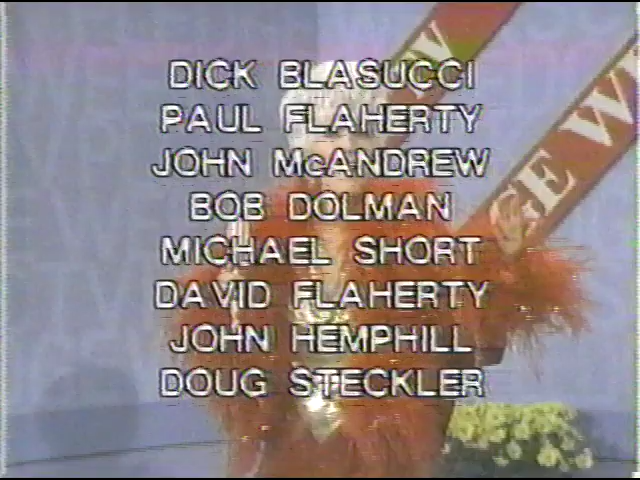 DICK BLASUCCI
PAUL FLAHERTY
JOHN McANDREW
BOB DOLMAN
MICHAEL SHORT
DAVID FLAHERTY
JOHN HEMPHILL
DOUG STECKLER